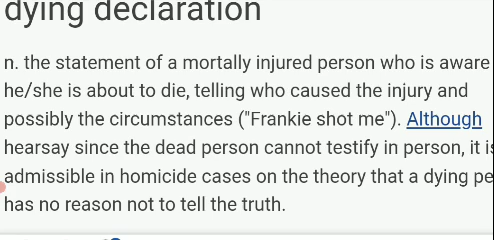 dying declaration
n. the statement of a mortally injured person who is aware
he/she is about to die, telling who caused the injury and
possibly the circumstances ("Frankie shot me"). Although
hearsay since the dead person cannot testify in person, it is
admissible in homicide cases on the theory that a dying pe
has no reason not to tell the truth.